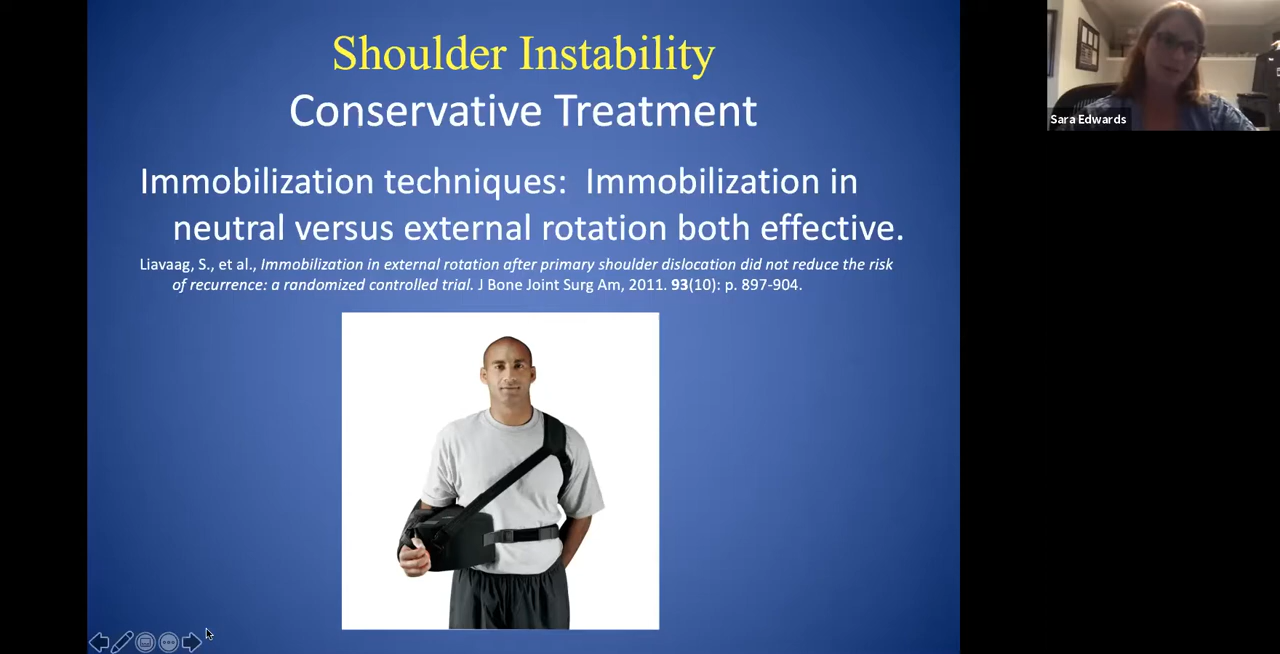 Shoulder Instability
Conservative Treatment
Immobilization techniques: Immobilization in
neutral versus external rotation both effective.
Liavaag, S., et al., Immobilization in external rotation after primary shoulder dislocation did not reduce the risk
of recurrence: a randomized controlled trial. J Bone Joint Surg Am, 2011. 93(10): p. 897-904.
Sara Edwards